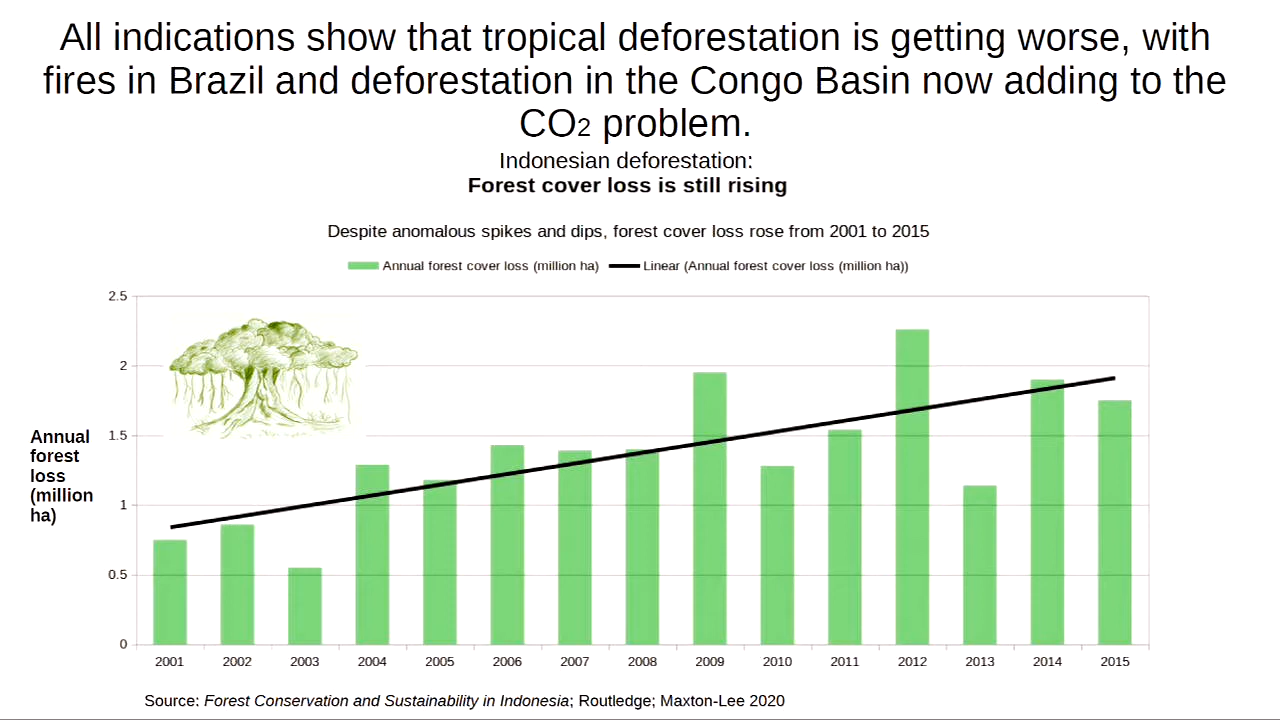 All indications show that tropical deforestation is getting worse, with
fires in Brazil and deforestation in the Congo Basin now adding to the
CO2 problem.
Indonesian deforestation:
Forest cover loss is still rising
Despite anomalous spikes and dips, forest cover loss rose from 2001 to 2015
Annual forest cover loss (million ha) Linear (Annual forest cover loss (million ha))
2.5
2
1.5
1
0.5
0
Annual
forest
loss
(million
ha)
2001 2002 2003 2004 2005 2006 2007 2008 2009 2010 2011 2012 2013 2014 2015
Source: Forest Conservation and Sustainability in Indonesia; Routledge; Maxton-Lee 2020